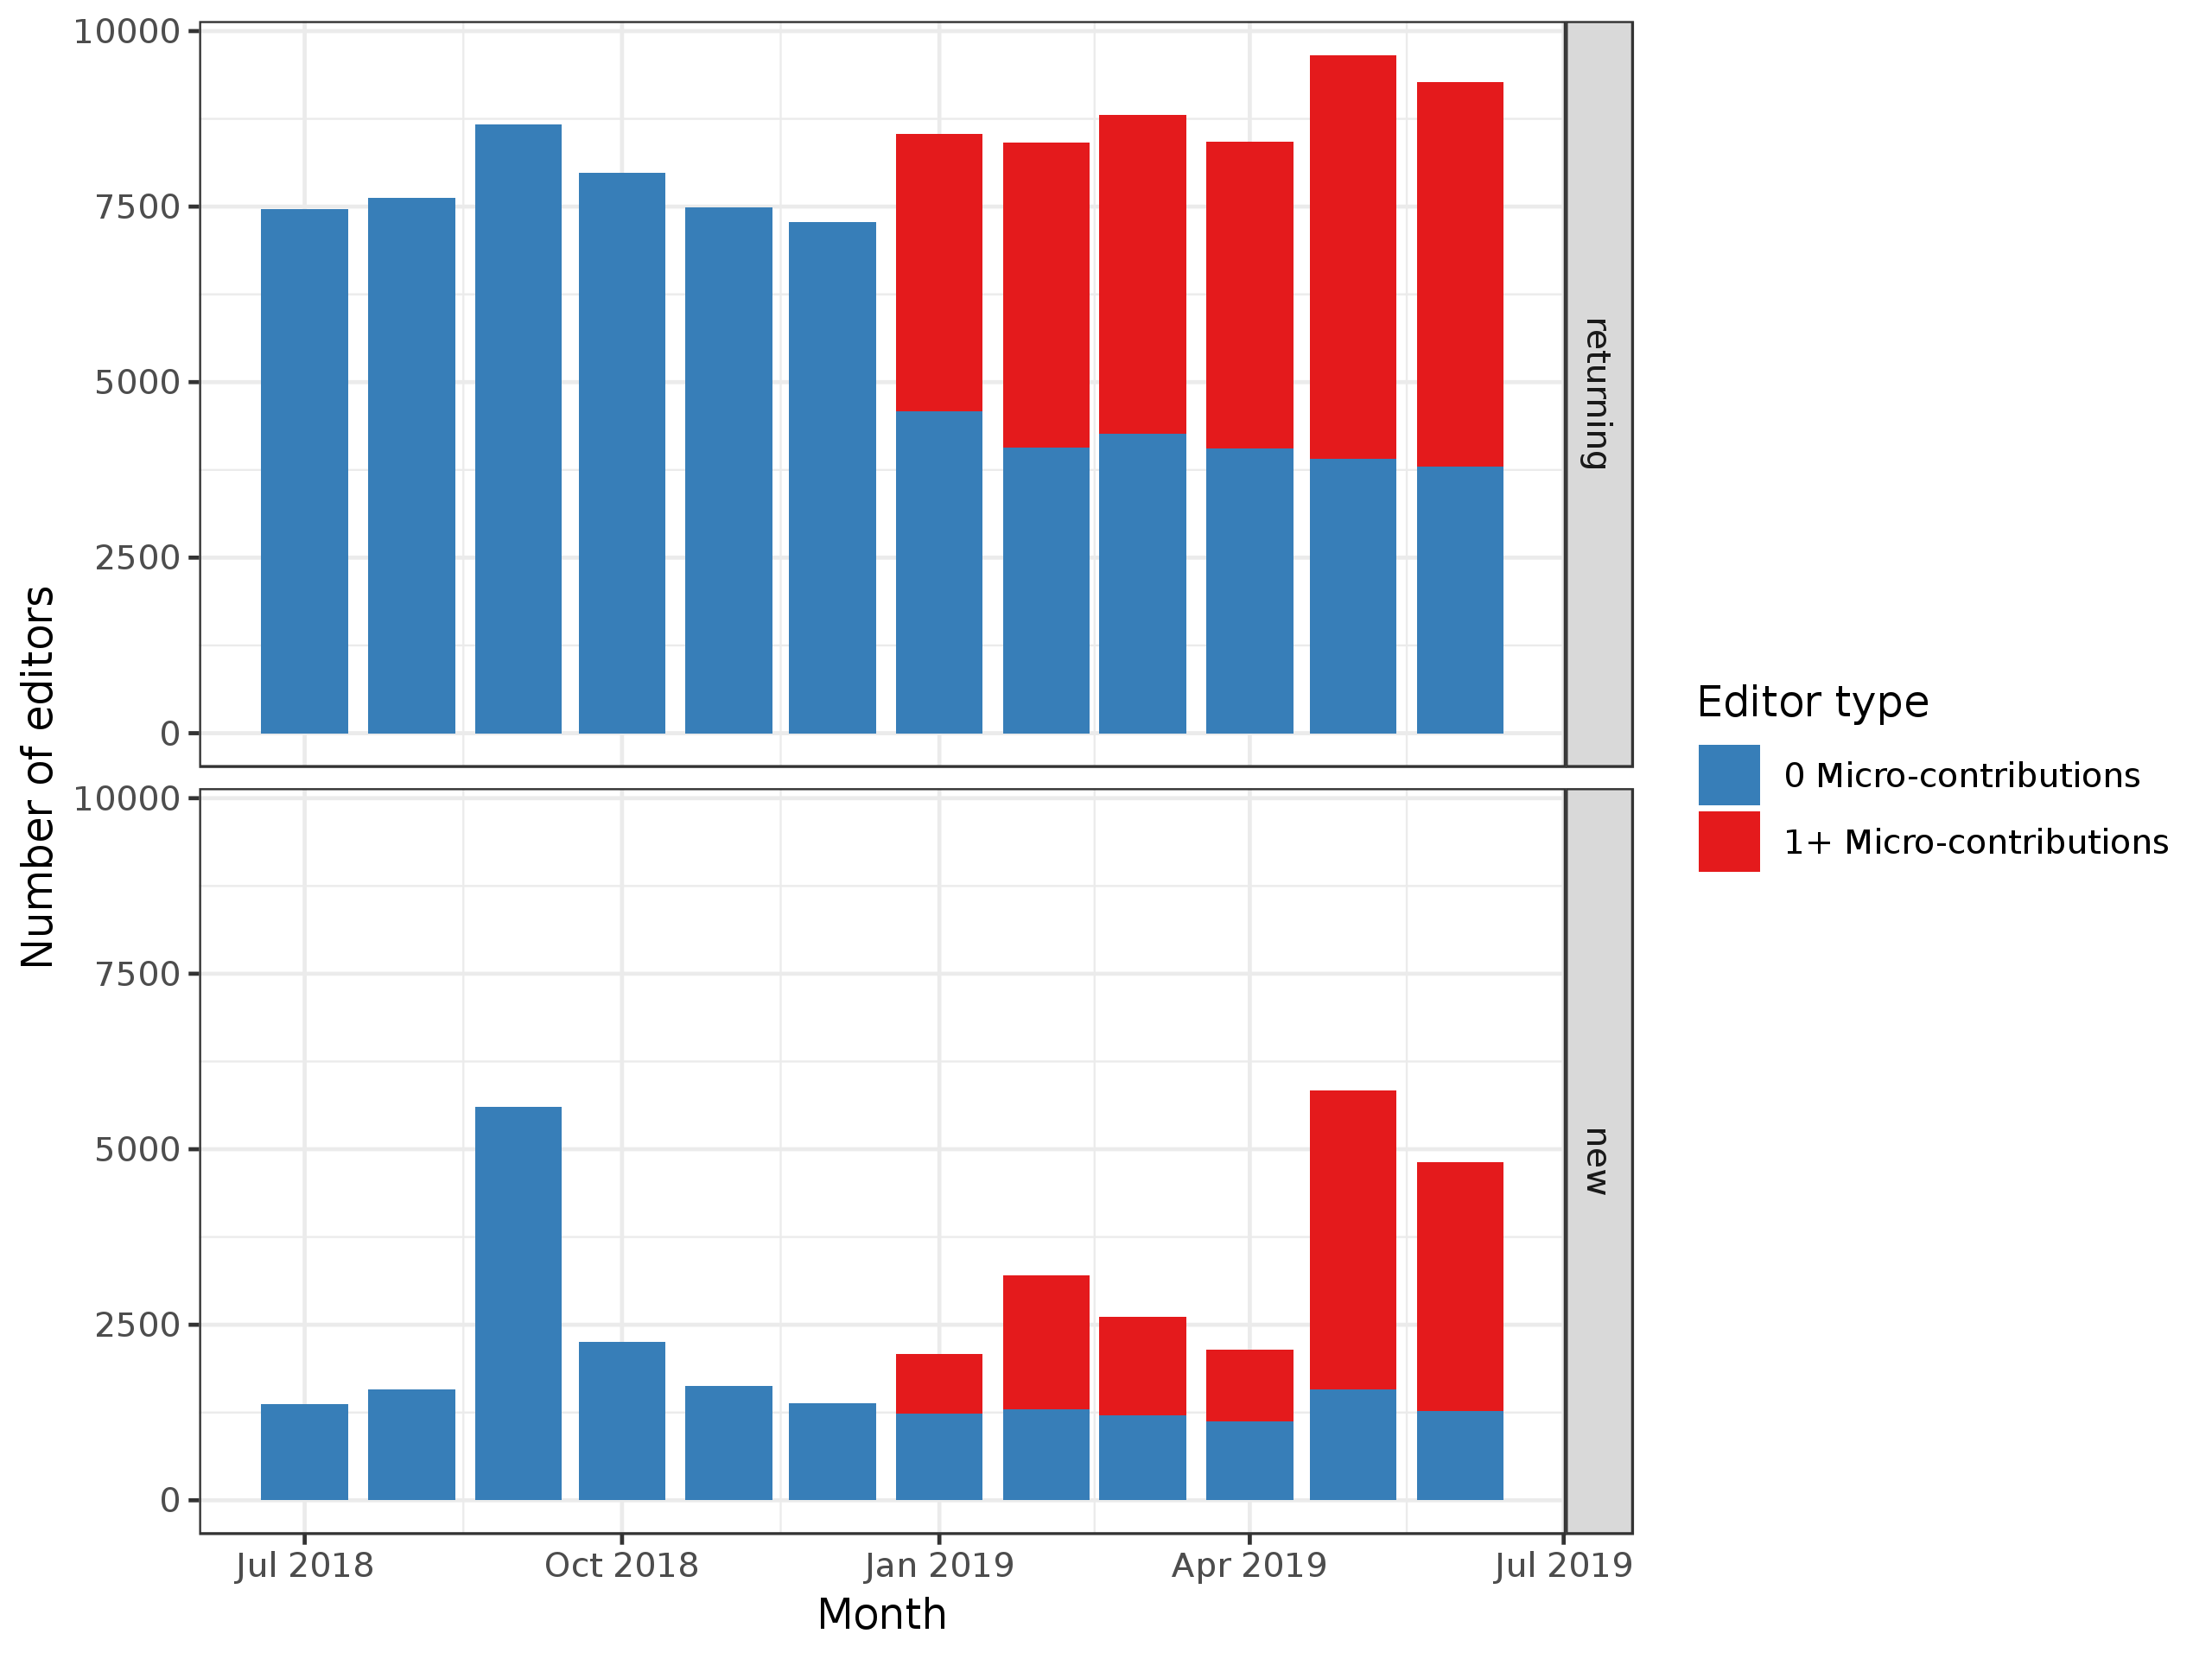 Number of editors
10000
7500
5000
2500
0
returning
10000
7500
5000
2500
0
new
Jul 2018
Oct 2018
Jan 2019
Apr 2019
Jul 2019
Month
Editor type
0 Micro-contributions
1+ Micro-contributions